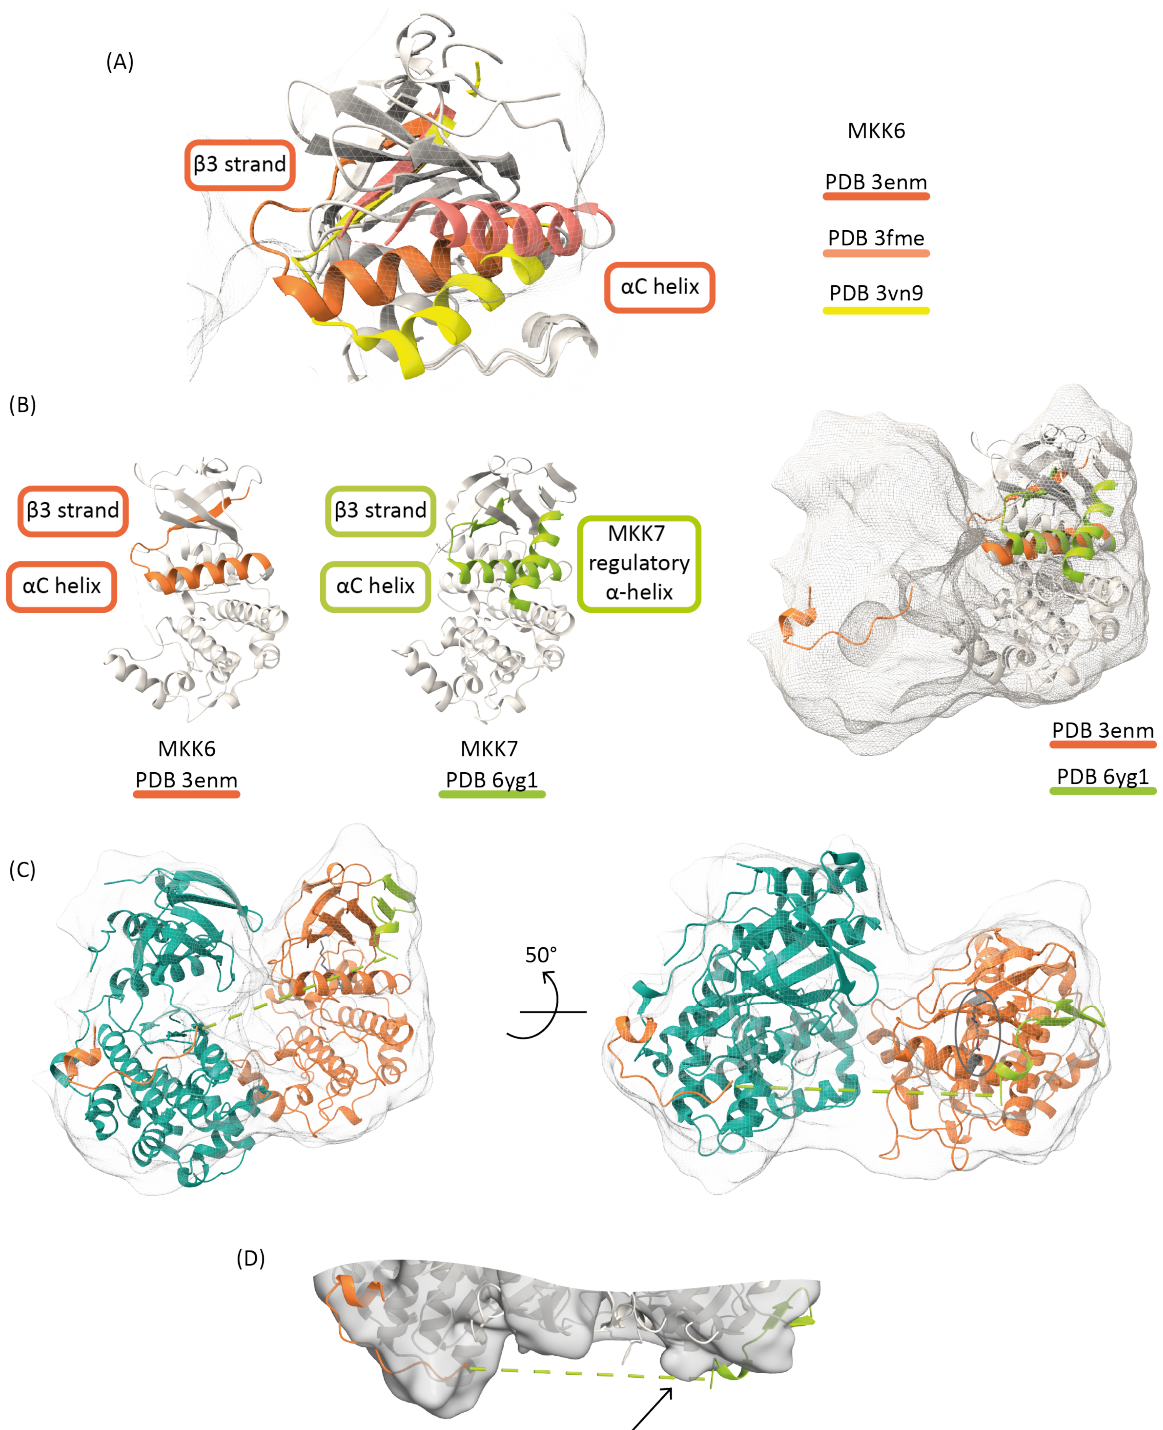 (A)
β3 strand
αC helix
MKK6
PDB 3enm
PDB 3fme
PDB 3vn9
(B)
β3 strand
αC helix
MKK6
PDB 3enm
β3 strand
αC helix
MKK7
regulatory
α-helix
MKK7
PDB 6yg1
PDB 3enm
PDB 6yg1
(C)
50°
(D)